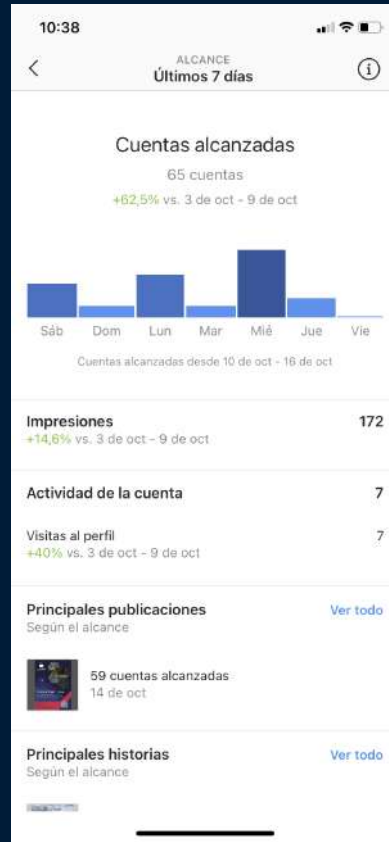 10:38
ALCANCE
Últimos 7 días
Cuentas alcanzadas
65 cuentas
+62,5% vs. 3 de oct - 9 de oct
Sáb Dom Lun Mar Mié Jue Vie
Cuentas alcanzadas desde 10 de oct - 16 de oct
Impresiones 172
+14,6% vs. 3 de oct - 9 de oct
Actividad de la cuenta 7
Visitas al perfil 7
+40% vs. 3 de oct - 9 de oct
Principales publicaciones Ver todo
Según el alcance
59 cuentas alcanzadas
14 de oct
Principales historias Ver todo
Según el alcance